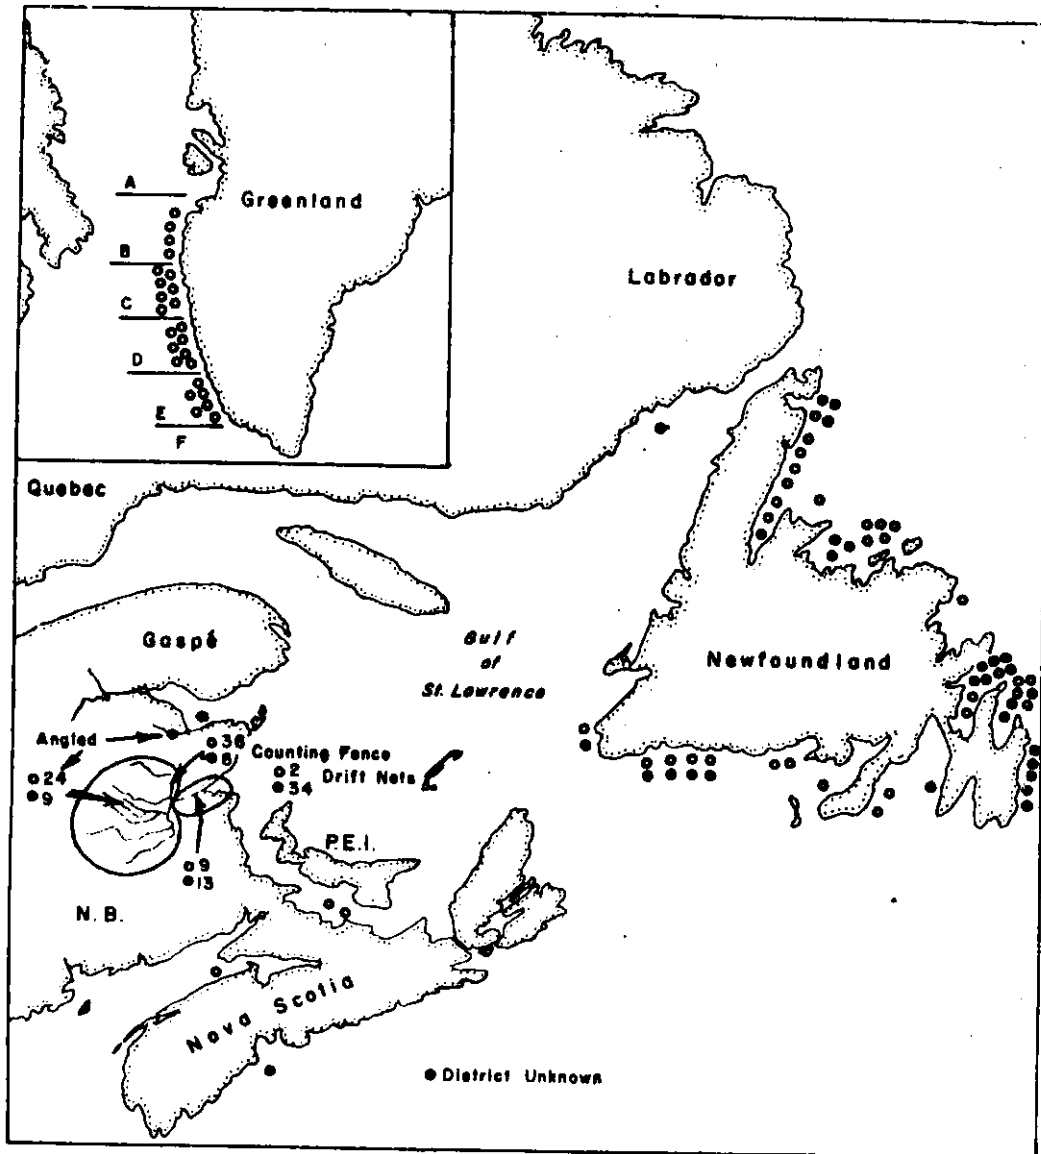 A
Greenland
B
C
D
E
F
Labrador
Quebec
Gaspé
Gulf
of
St. Lawrence
Newfoundland
Angled
36
6
Counting Fence
2
Drift Nets
34
24
9
P.E.I.
9
13
N. B.
Nova Scotia
District Unknown